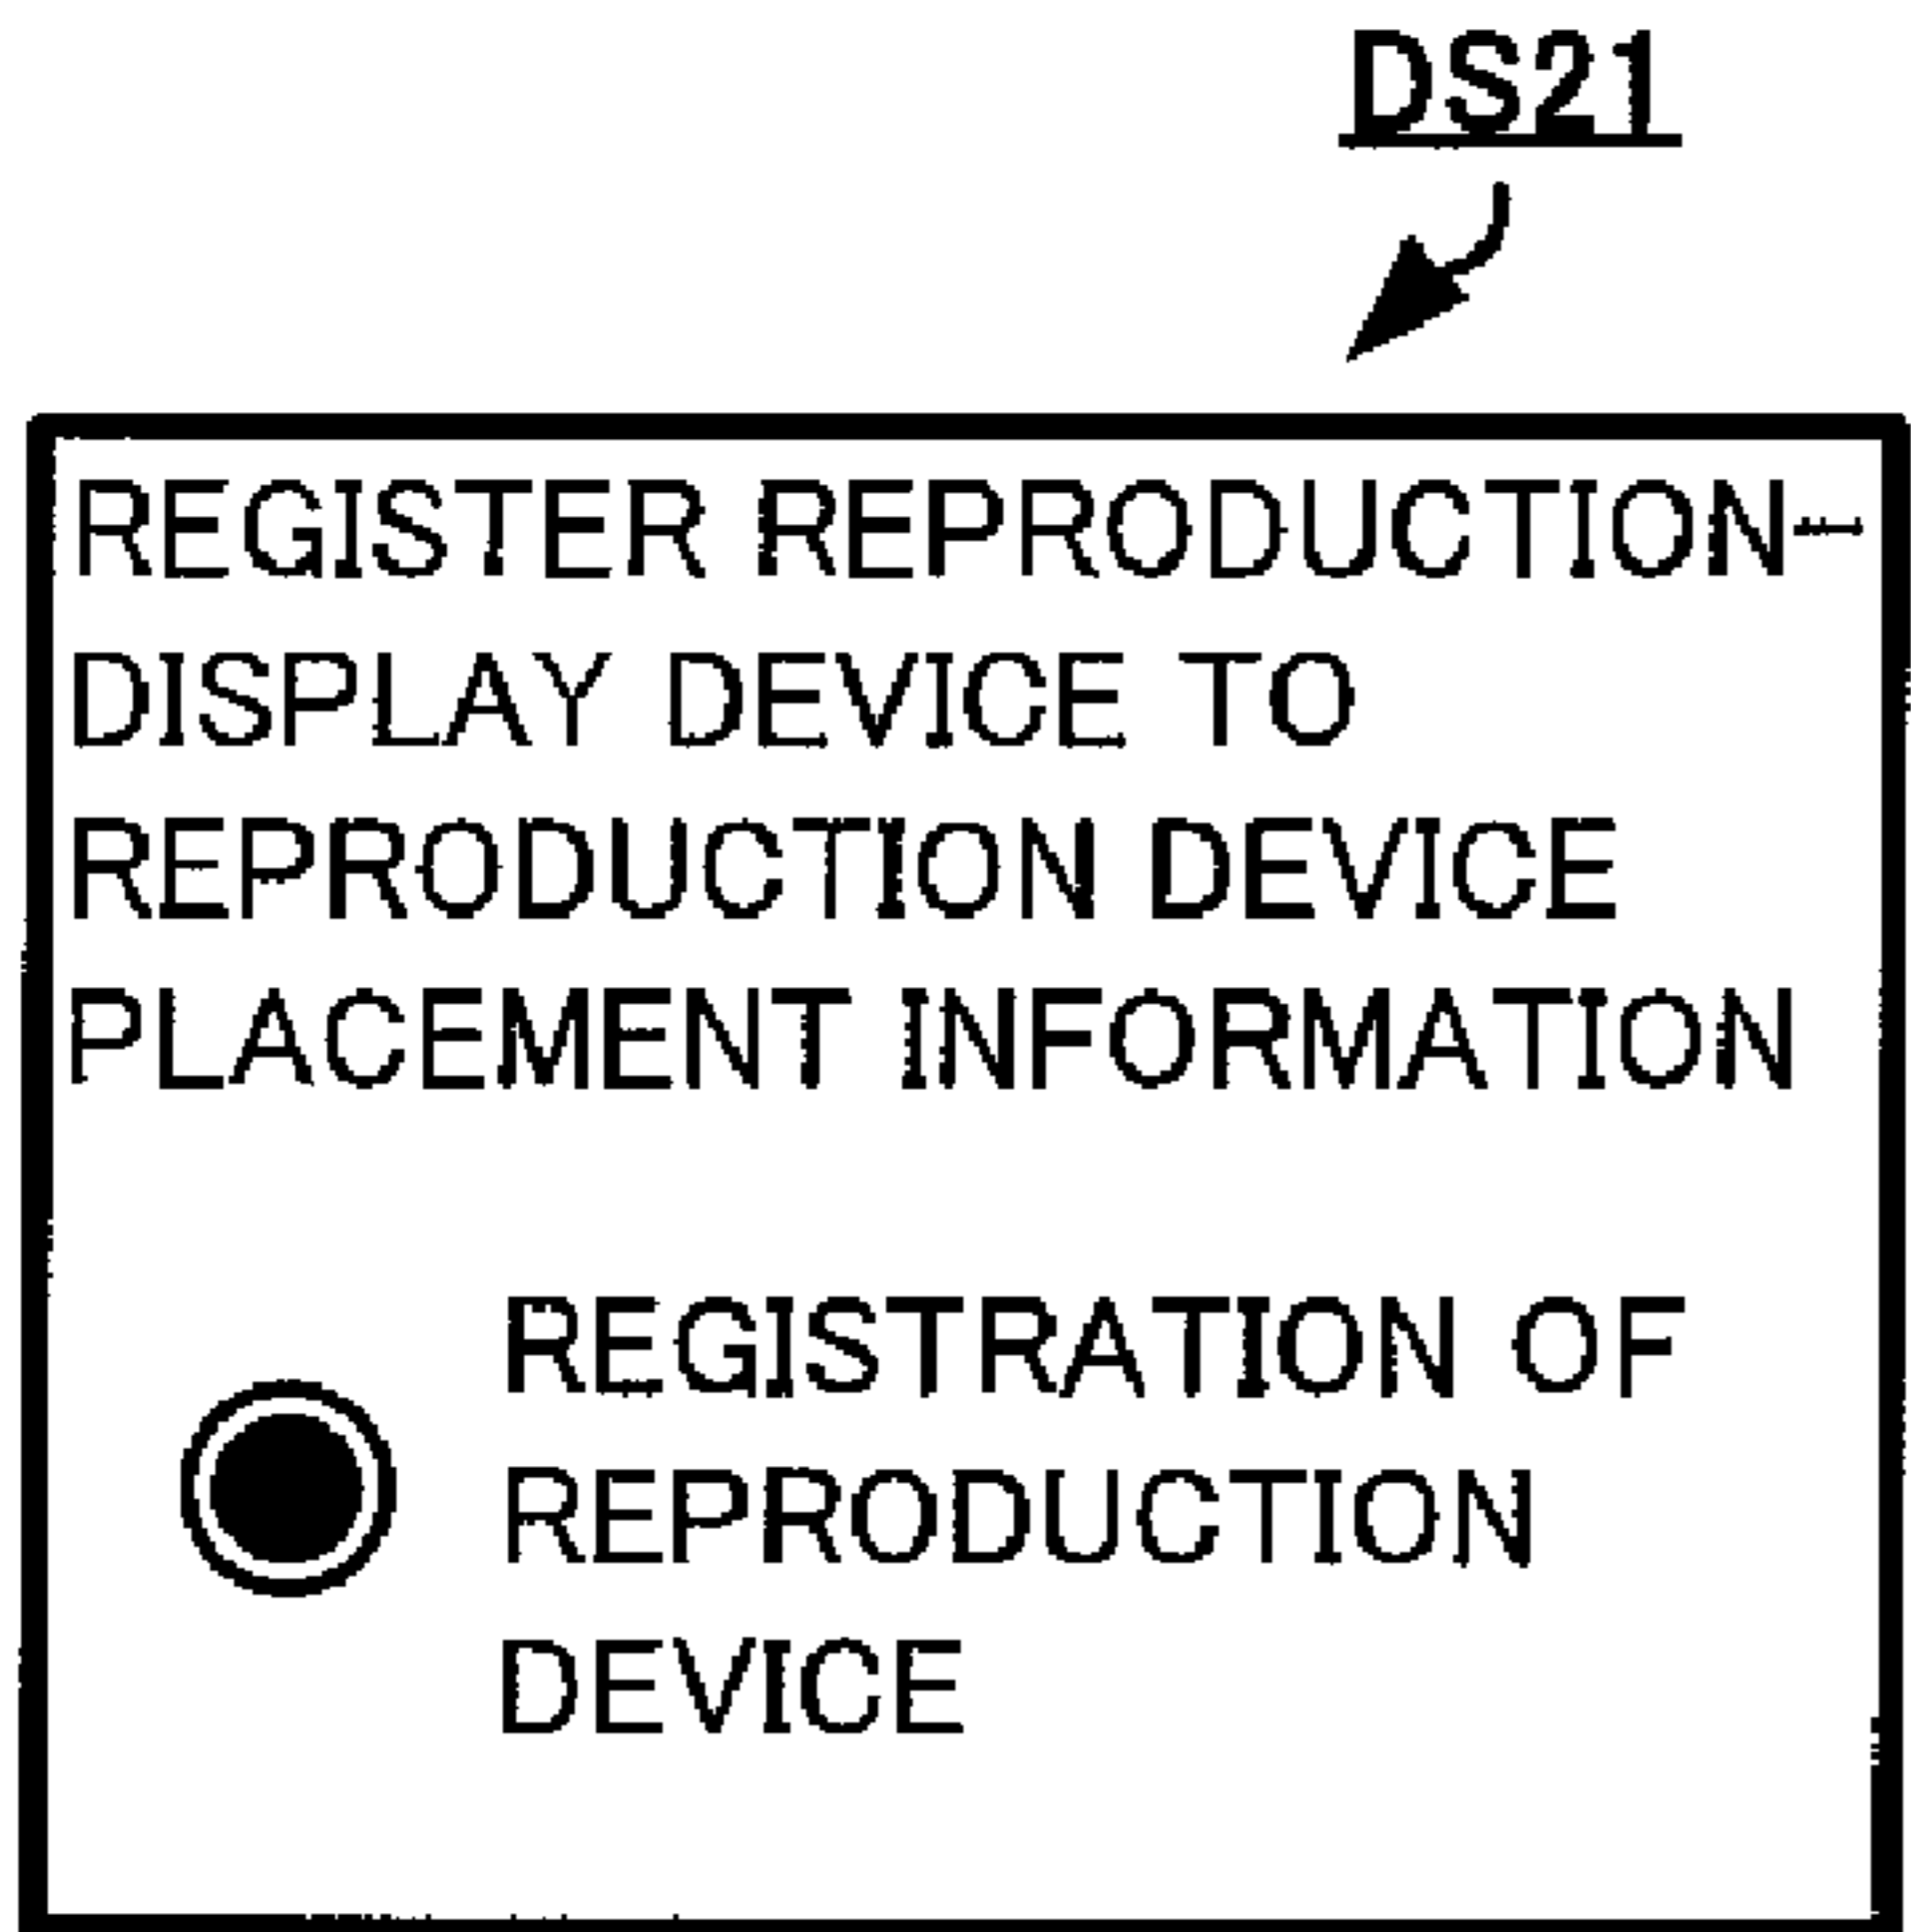 DS21
REGISTER REPRODUCTION-
DISPLAY DEVICE TO
REPRODUCTION DEVICE
PLACEMENT INFORMATION
REGISTRATION OF
REPRODUCTION
DEVICE